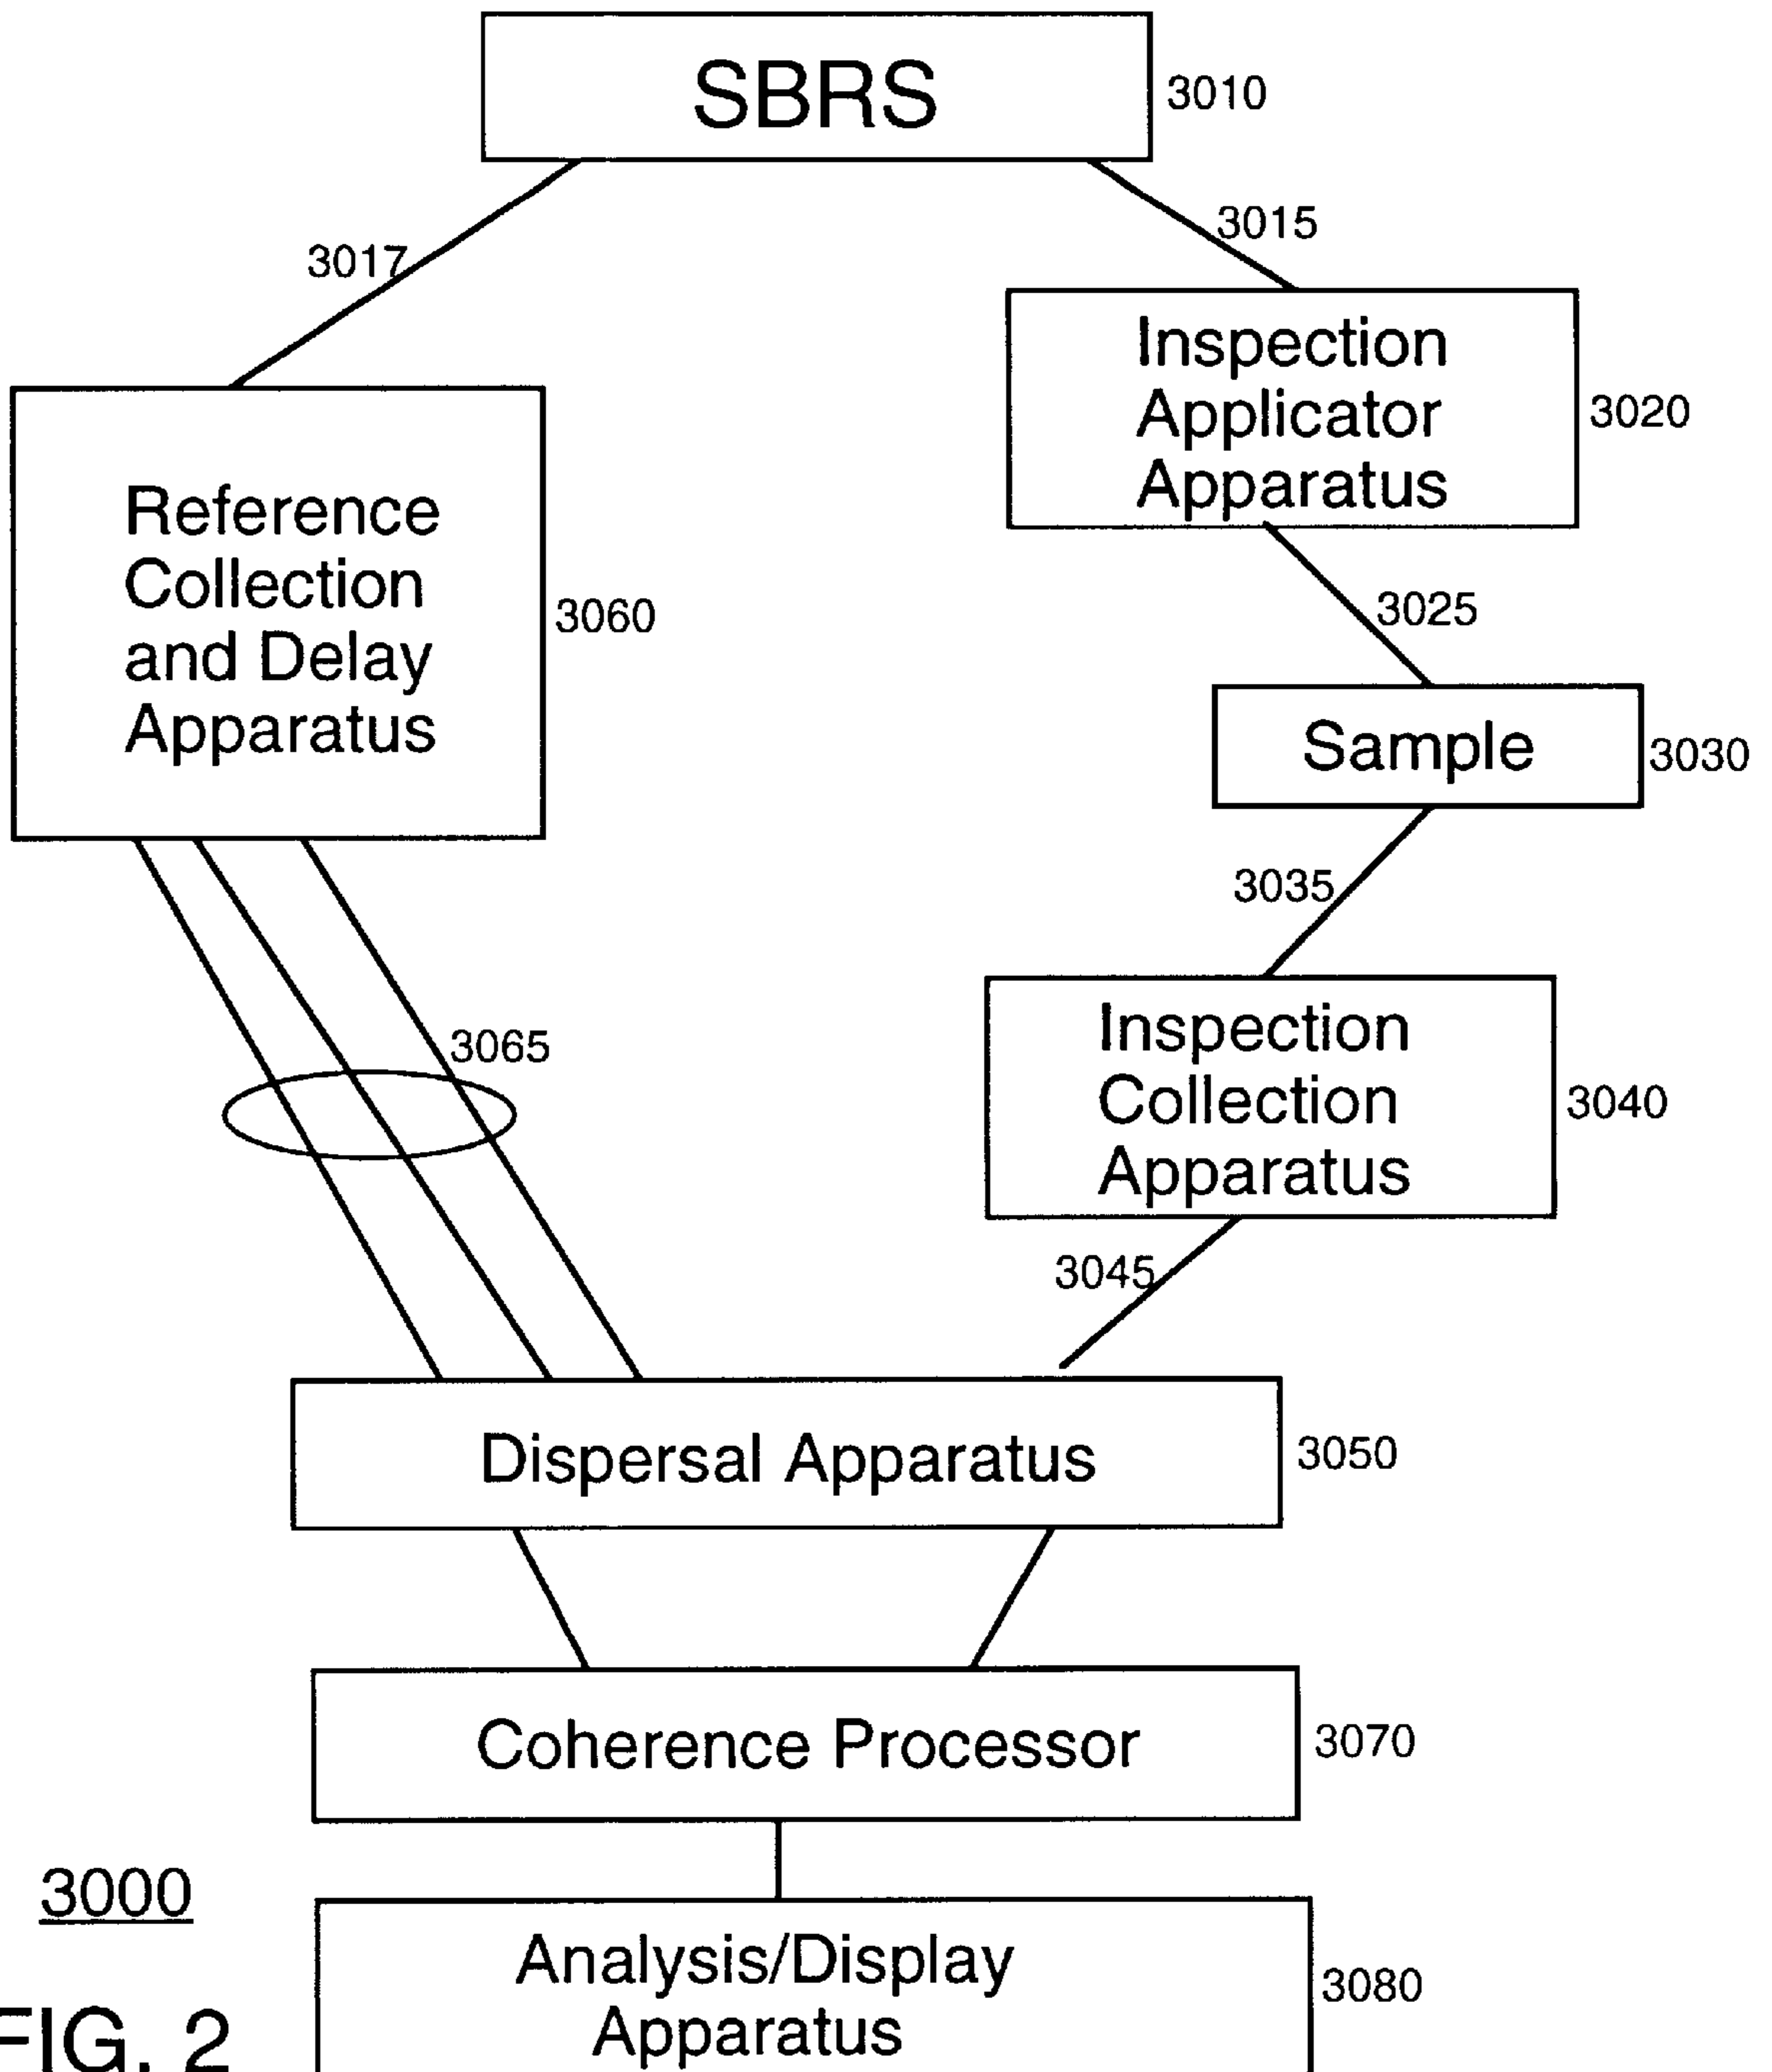 SBRS
3010
3017
3015
Inspection
Applicator
Apparatus
3020
Reference
Collection
and Delay
Apparatus
3060
3025
Sample
3030
3035
3065
Inspection
Collection
Apparatus
3040
3045
Dispersal Apparatus
3050
Coherence Processor
3070
3000
Analysis/Display
Apparatus
3080
FIG. 2